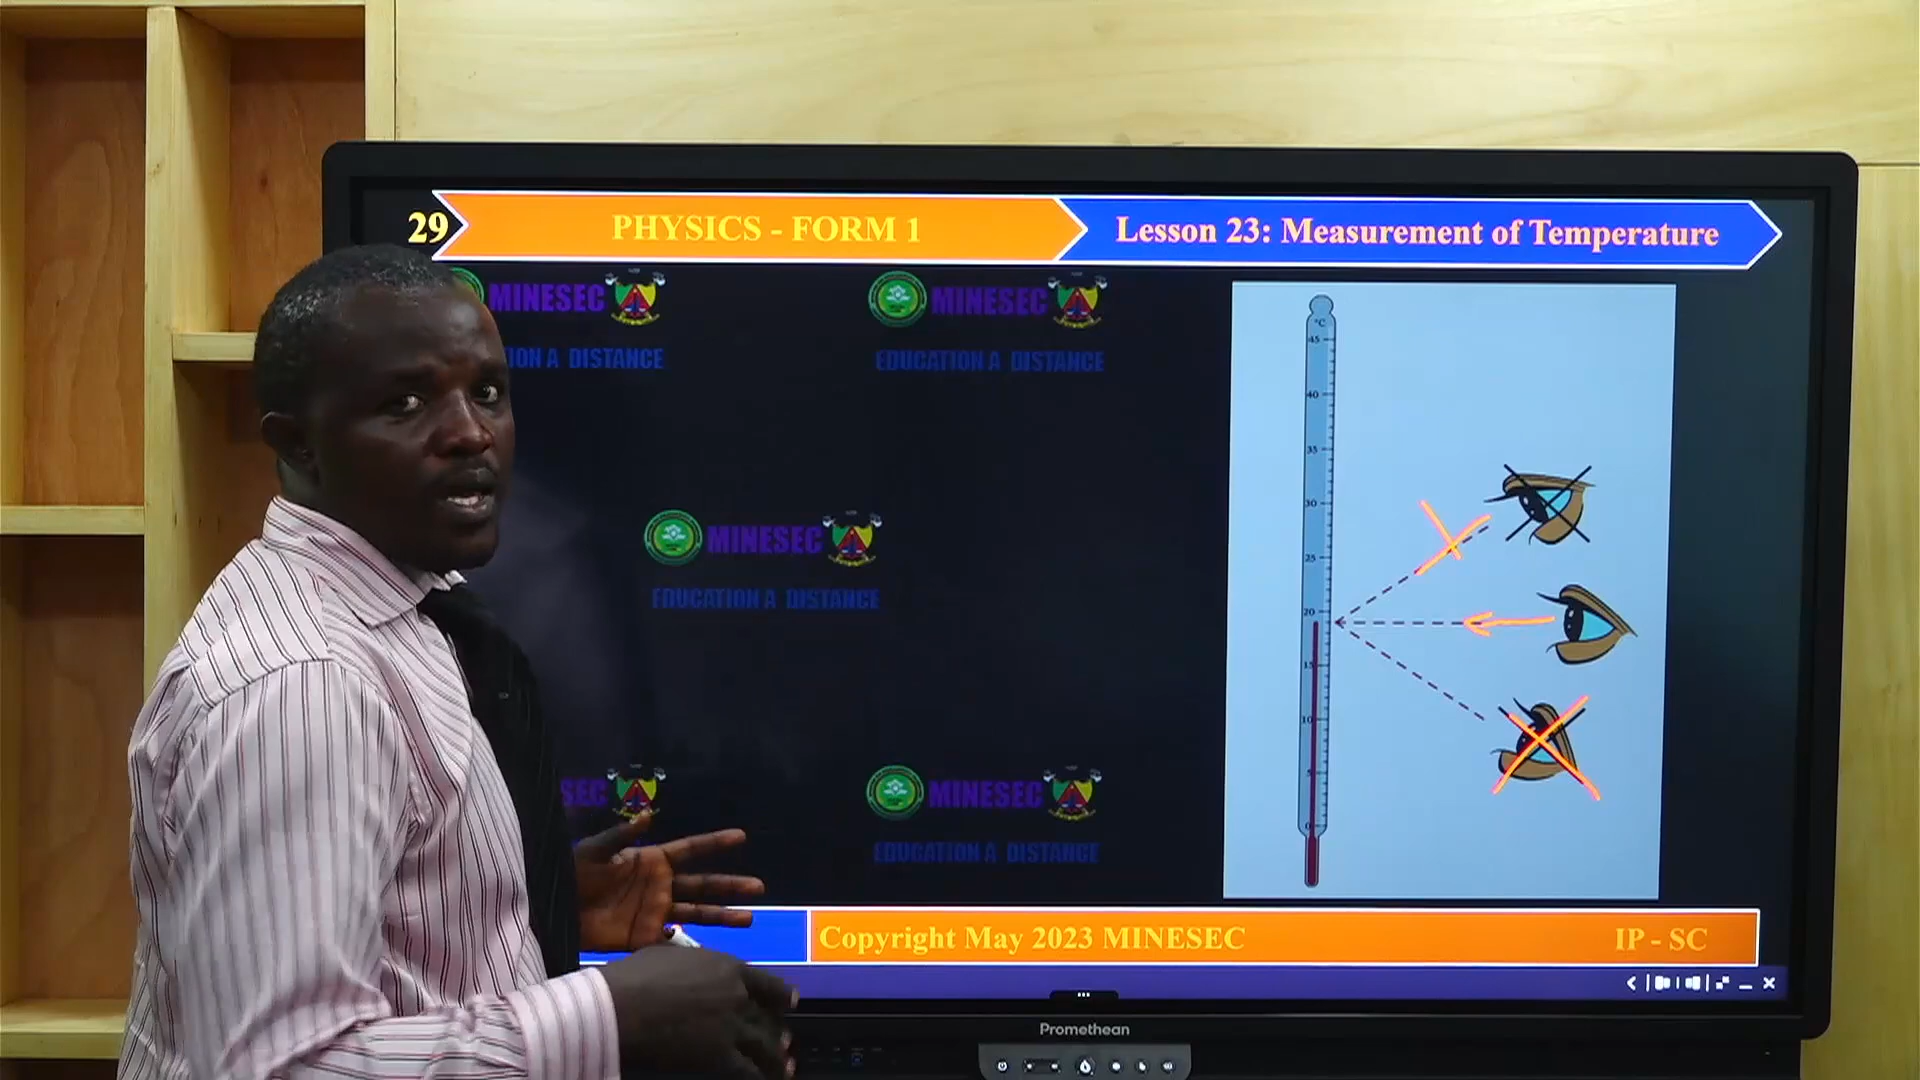 29
PHYSICS - FORM 1
Lesson 23: Measurement of Temperature
MINESEC
MINESEC
ION A DISTANCE
EDUCATION A DISTANCE
°C
45
40
35
30
25
20
15
10
5
0
MINESEC
EDUCATION A DISTANCE
SEC
MINESEC
EDUCATION A DISTANCE
Copyright May 2023 MINESEC
IP - SC
Promethean